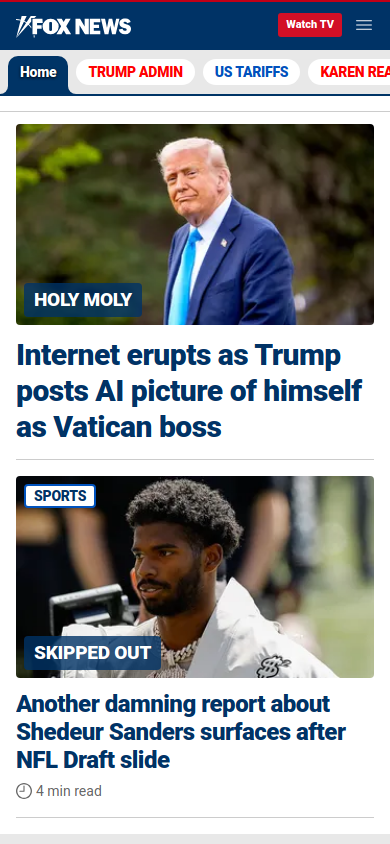 FOX NEWS
Watch TV
Home
TRUMP ADMIN
US TARIFFS
KAREN REA
HOLY MOLY
Internet erupts as Trump
posts AI picture of himself
as Vatican boss
SPORTS
SKIPPED OUT
Another damning report about
Shedeur Sanders surfaces after
NFL Draft slide
4 min read